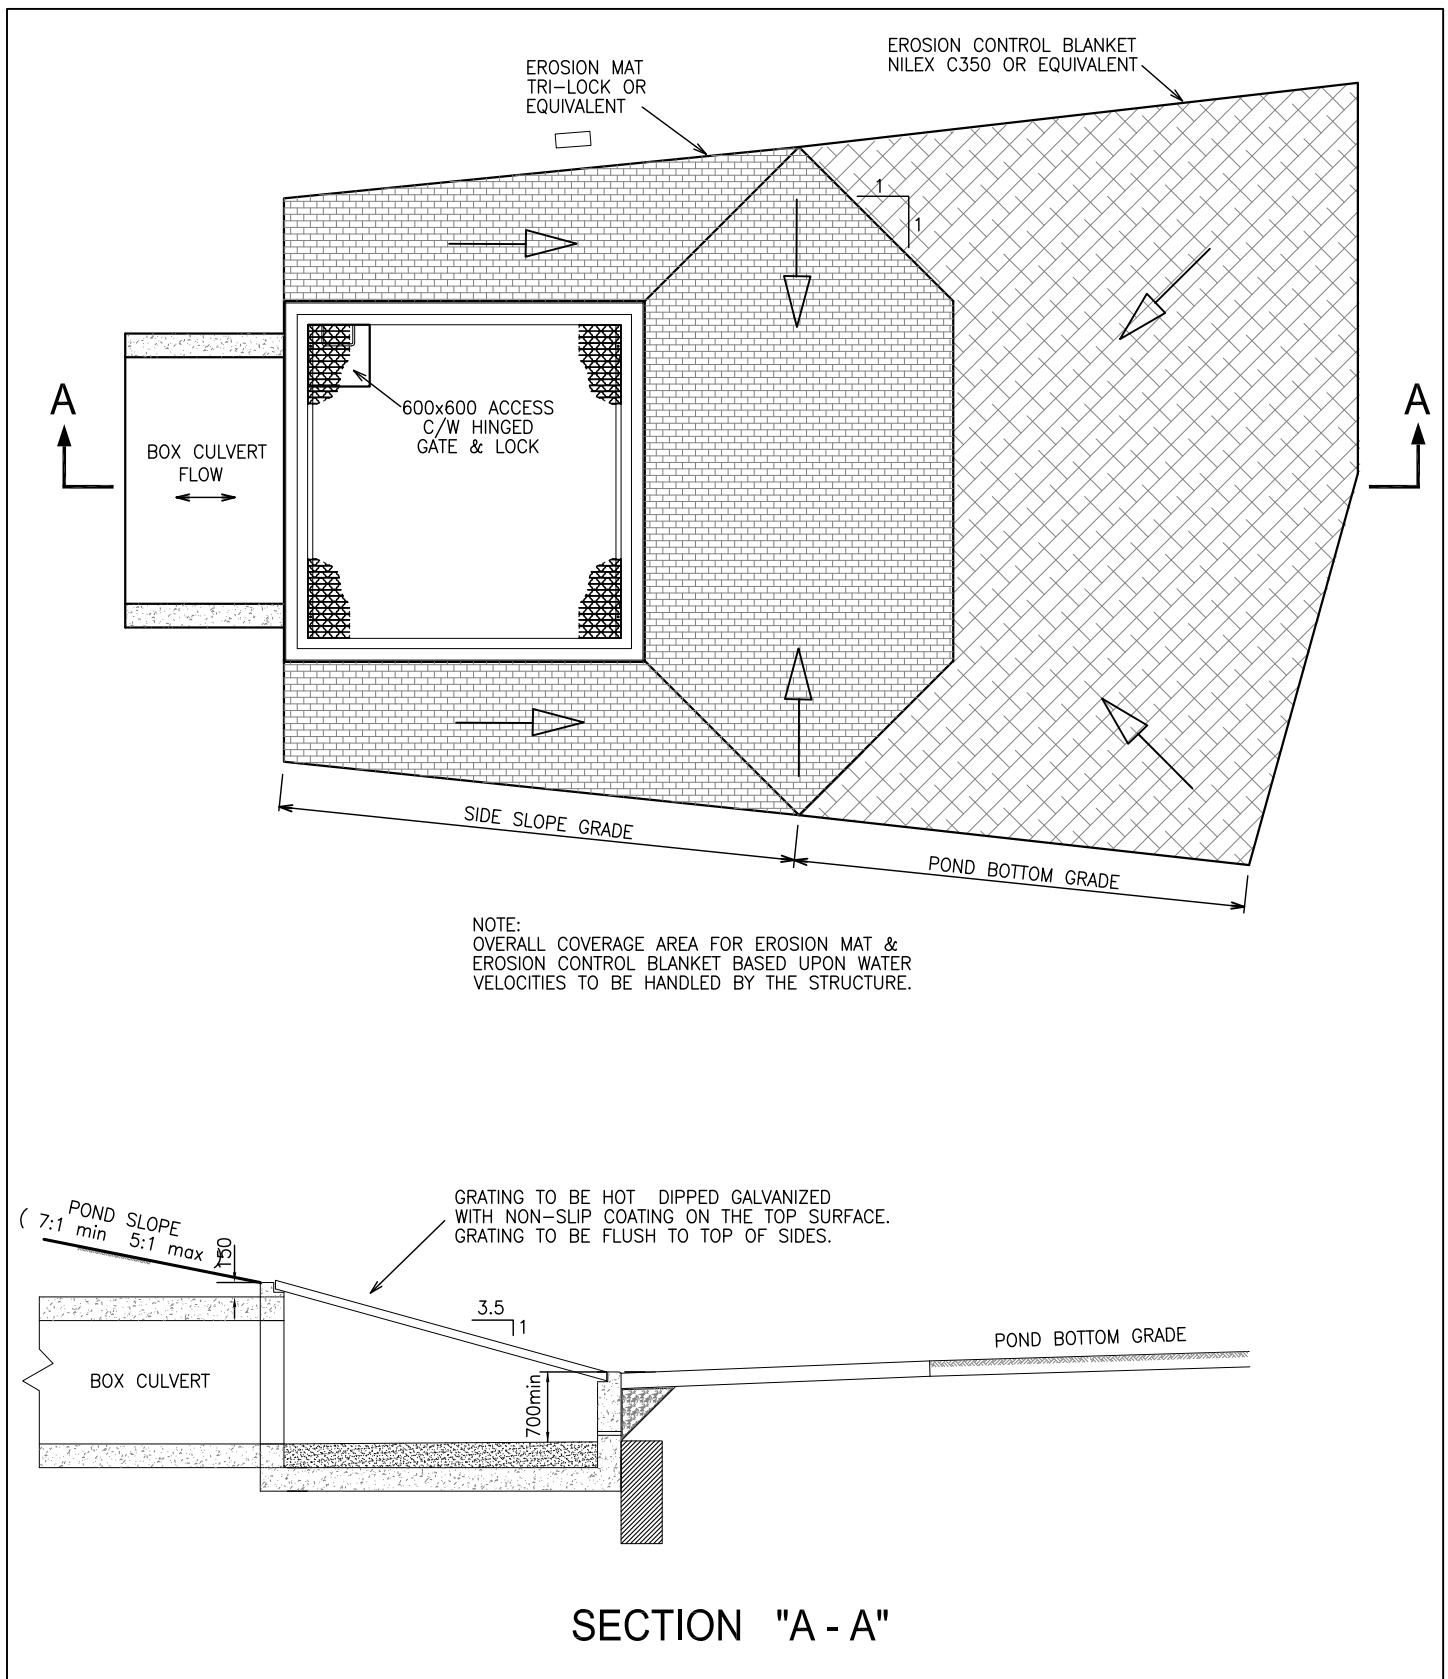 EROSION CONTROL BLANKET
NILEX C350 OR EQUIVALENT
EROSION MAT
TRI-LOCK OR
EQUIVALENT
1
1
A
A
600x600 ACCESS
C/W HINGED
GATE & LOCK
BOX CULVERT
FLOW
SIDE SLOPE GRADE
POND BOTTOM GRADE
NOTE:
OVERALL COVERAGE AREA FOR EROSION MAT &
EROSION CONTROL BLANKET BASED UPON WATER
VELOCITIES TO BE HANDLED BY THE STRUCTURE.
GRATING TO BE HOT DIPPED GALVANIZED
WITH NON-SLIP COATING ON THE TOP SURFACE.
GRATING TO BE FLUSH TO TOP OF SIDES.
POND SLOPE
( 7:1 min 5:1 max )
150
3.5
1
POND BOTTOM GRADE
BOX CULVERT
700min
SECTION "A - A"